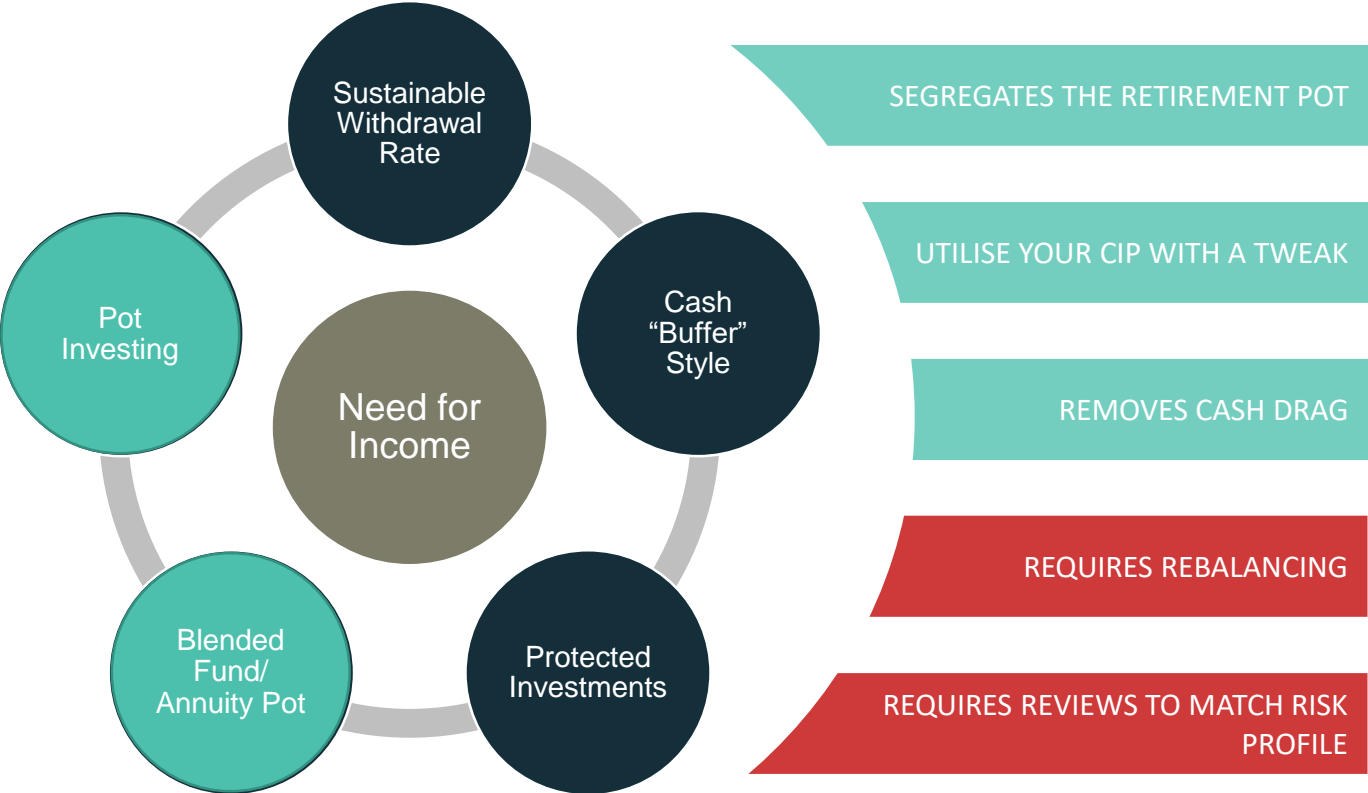 Sustainable
Withdrawal
Rate
Cash
“Buffer”
Style
Protected
Investments
Blended
Fund/
Annuity Pot
Pot
Investing
Need for
Income
SEGREGATES THE RETIREMENT POT
UTILISE YOUR CIP WITH A TWEAK
REMOVES CASH DRAG
REQUIRES REBALANCING
REQUIRES REVIEWS TO MATCH RISK
PROFILE